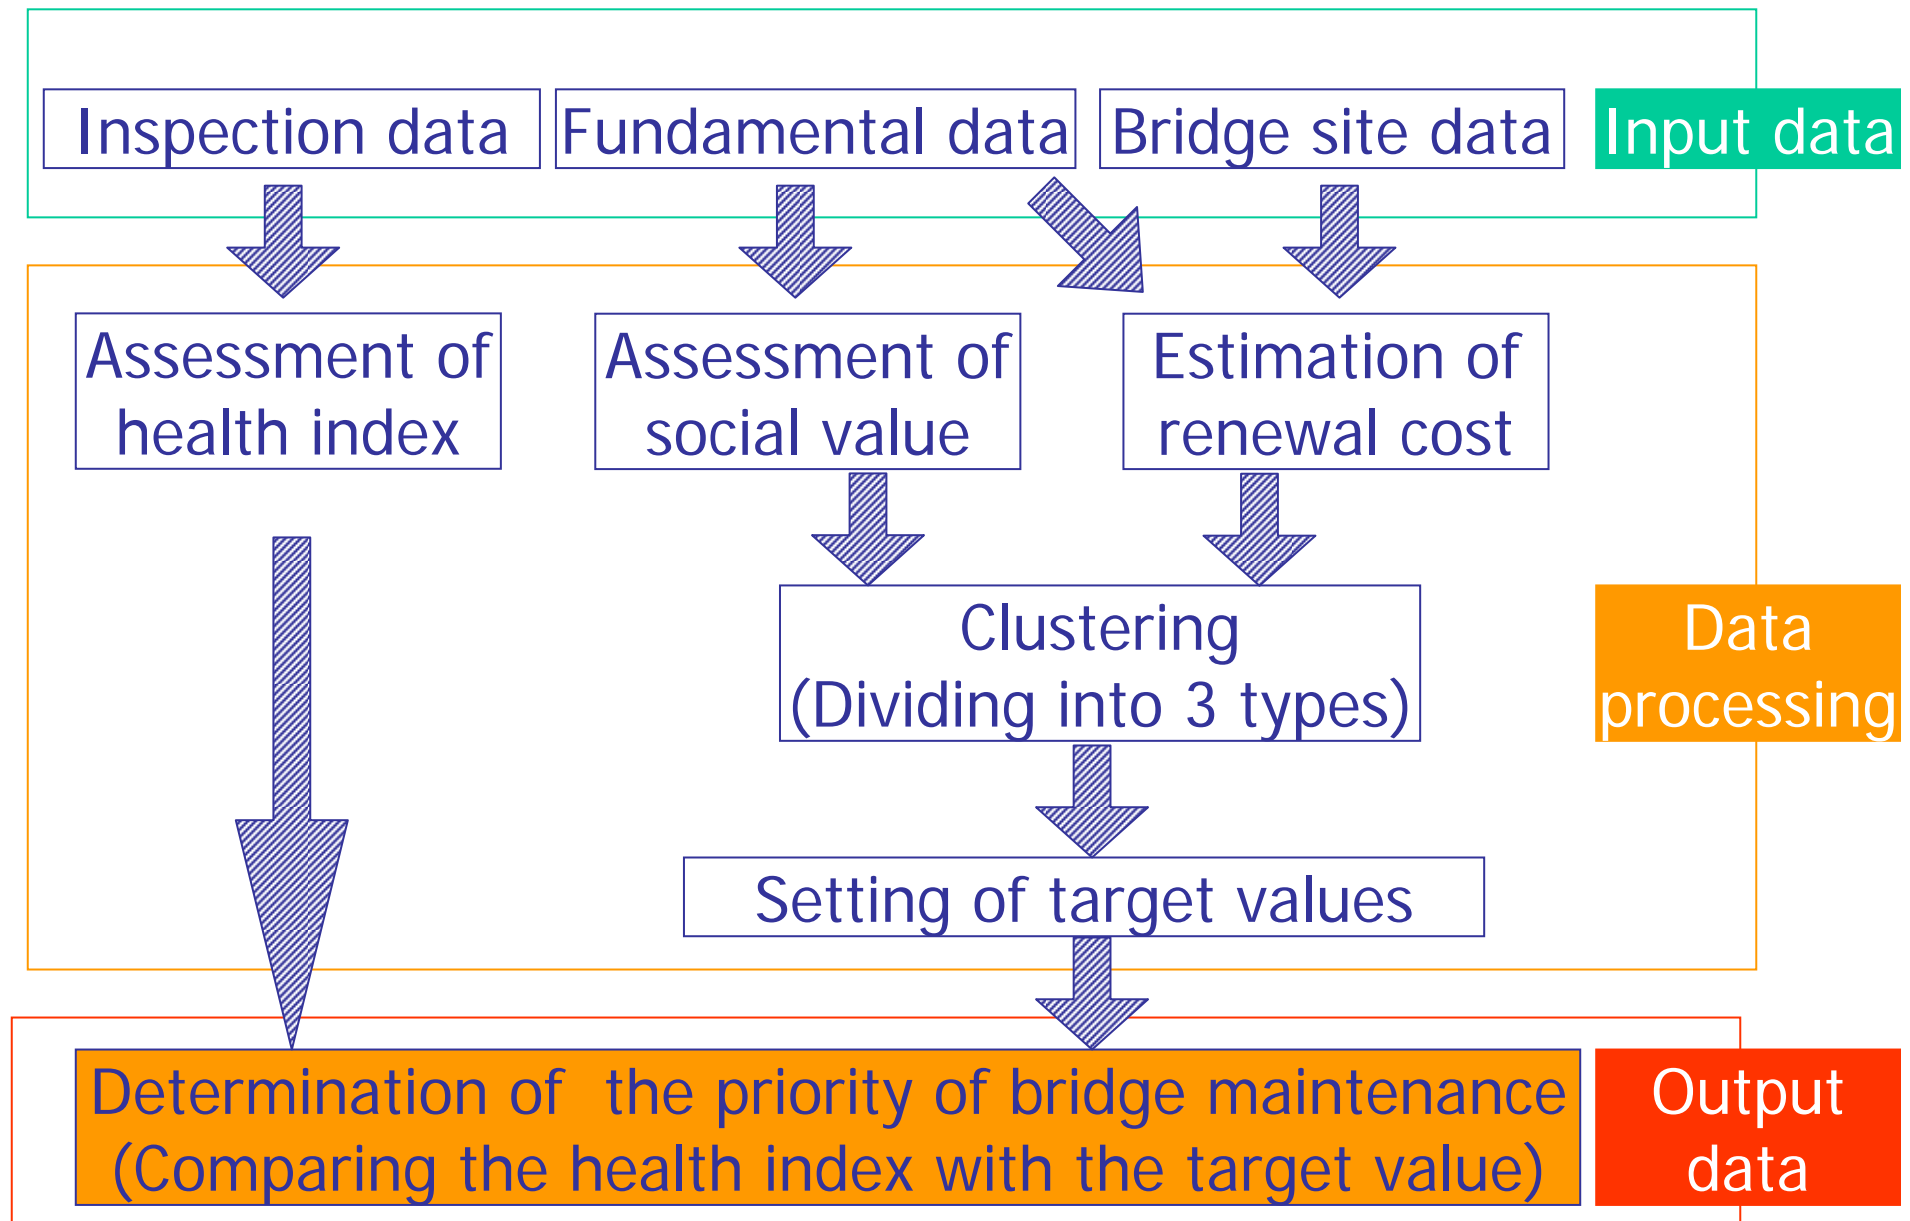 Inspection data
Fundamental data
Bridge site data
Input data
Assessment of
health index
Assessment of
social value
Estimation of
renewal cost
Clustering
(Dividing into 3 types)
Data
processing
Setting of target values
Determination of the priority of bridge maintenance
(Comparing the health index with the target value)
Output
data